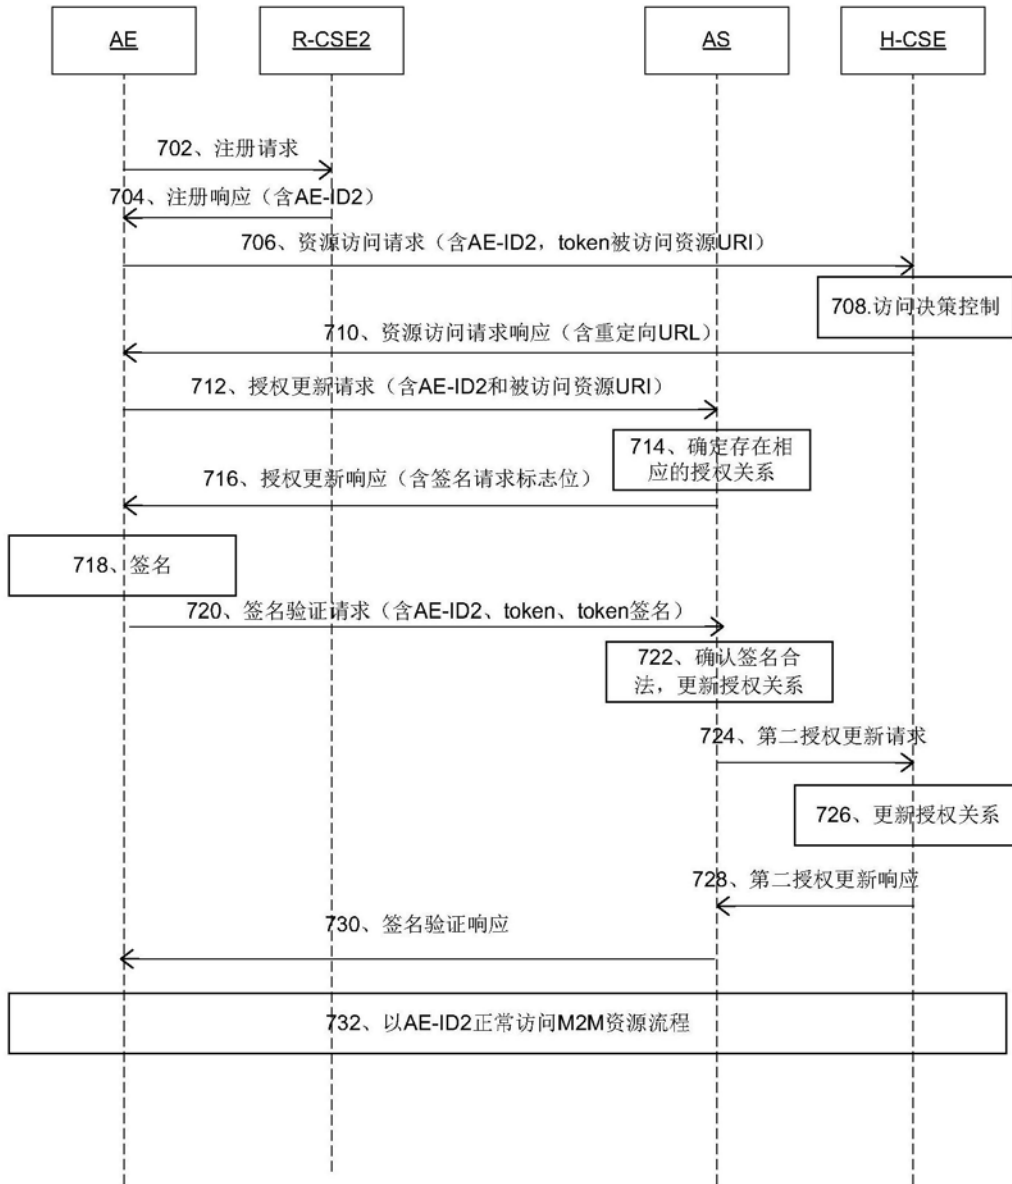 AE
R-CSE2
AS
H-CSE
702、注册请求
704、注册响应（含AE-ID2）
706、资源访问请求（含AE-ID2，token被访问资源URI）
708.访问决策控制
710、资源访问请求响应（含重定向URL）
712、授权更新请求（含AE-ID2和被访问资源URI）
714、确定存在相
应的授权关系
716、授权更新响应（含签名请求标志位）
718、签名
720、签名验证请求（含AE-ID2、token、token签名）
722、确认签名合
法，更新授权关系
724、第二授权更新请求
726、更新授权关系
728、第二授权更新响应
730、签名验证响应
732、以AE-ID2正常访问M2M资源流程